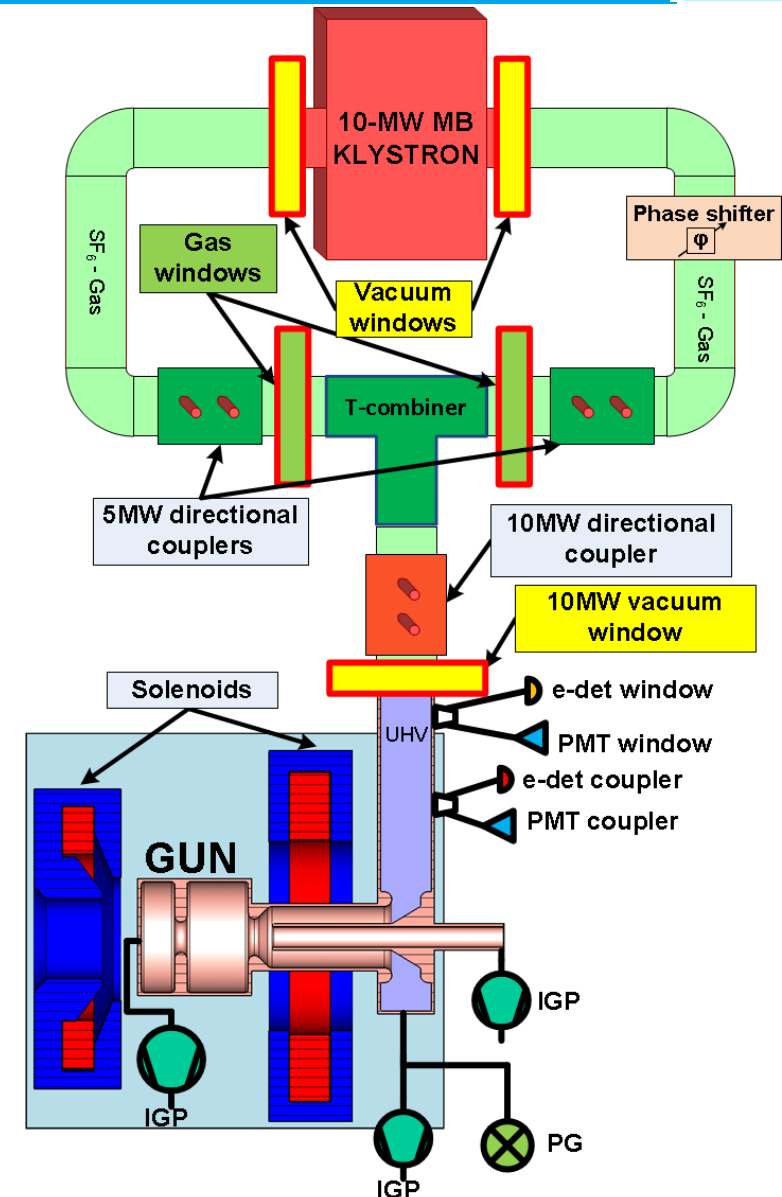 10-MW MB
KLYSTRON
Phase shifter
φ
SF₆ - Gas
SF₆ - Gas
Gas
windows
Vacuum
windows
T-combiner
5MW directional
couplers
10MW directional
coupler
10MW vacuum
window
Solenoids
e-det window
UHV
PMT window
e-det coupler
PMT coupler
GUN
IGP
IGP
PG
IGP